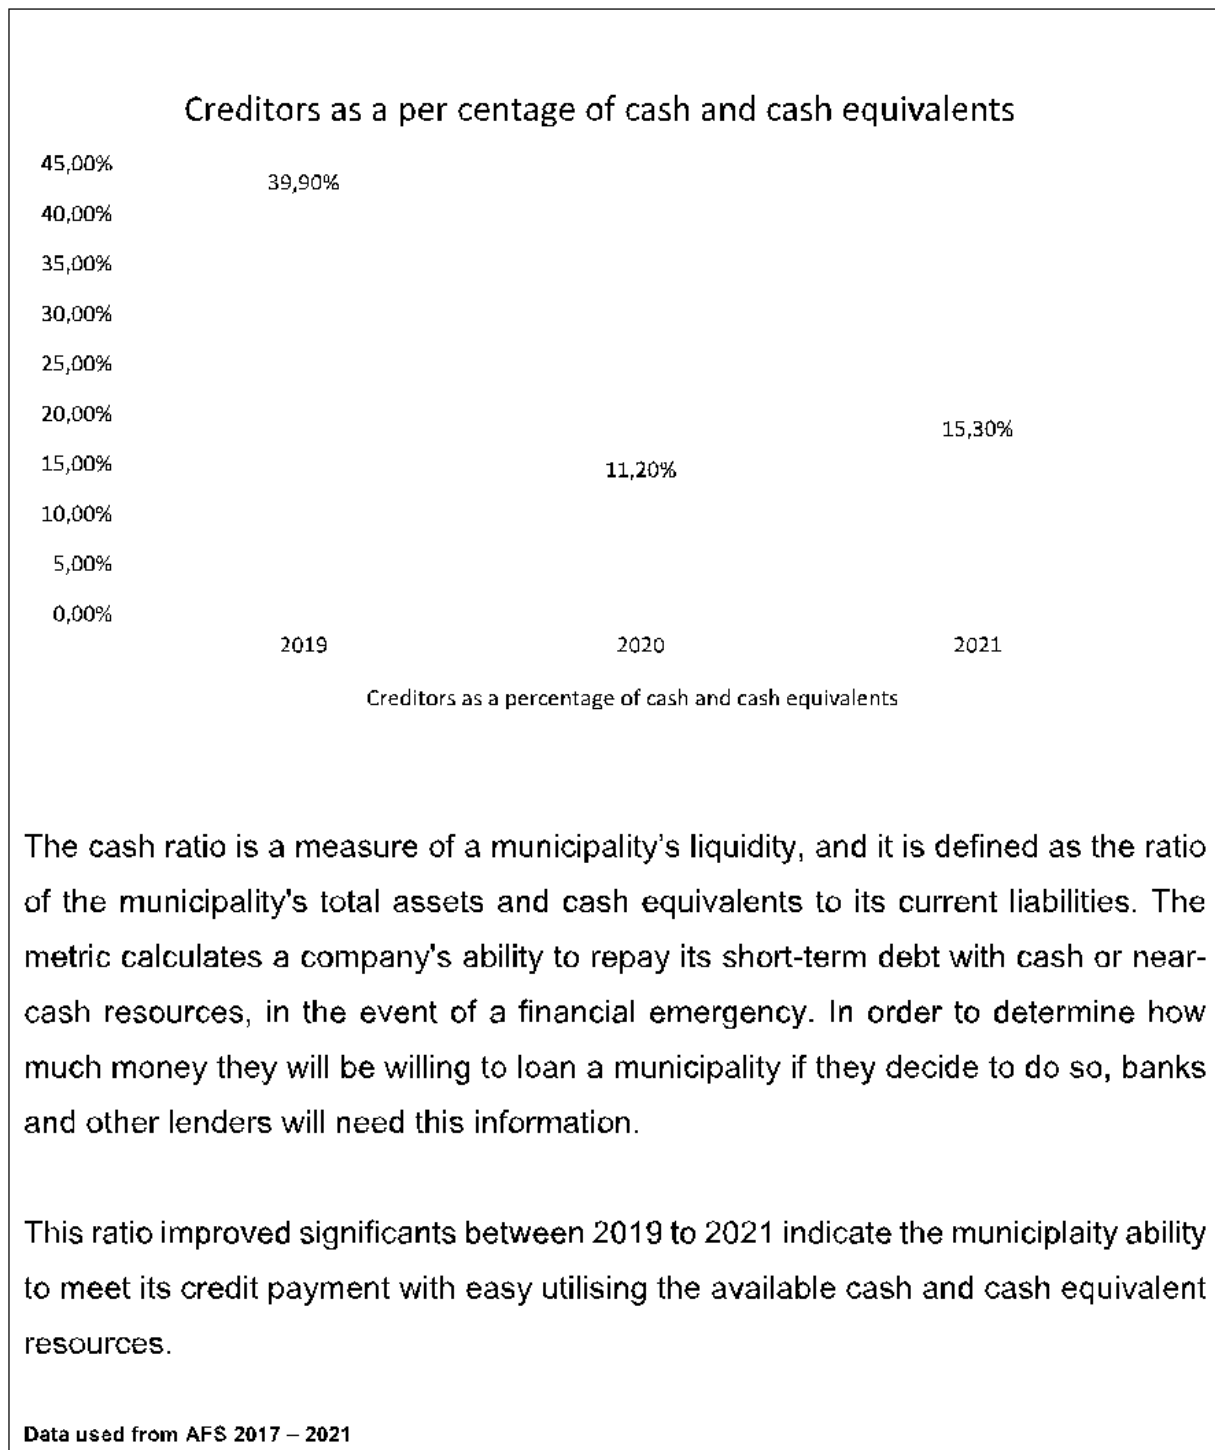 Creditors as a per centage of cash and cash equivalents
45,00%
39,90%
40,00%
35,00%
30,00%
25,00%
20,00%
15,30%
15,00%
11,20%
10,00%
5,00%
0,00%
2019 2020 2021
Creditors as a percentage of cash and cash equivalents
The cash ratio is a measure of a municipality's liquidity, and it is defined as the ratio
of the municipality's total assets and cash equivalents to its current liabilities. The
metric calculates a company's ability to repay its short-term debt with cash or near-
cash resources, in the event of a financial emergency. In order to determine how
much money they will be willing to loan a municipality if they decide to do so, banks
and other lenders will need this information.
This ratio improved significants between 2019 to 2021 indicate the municiplaity ability
to meet its credit payment with easy utilising the available cash and cash equivalent
resources.
Data used from AFS 2017 – 2021